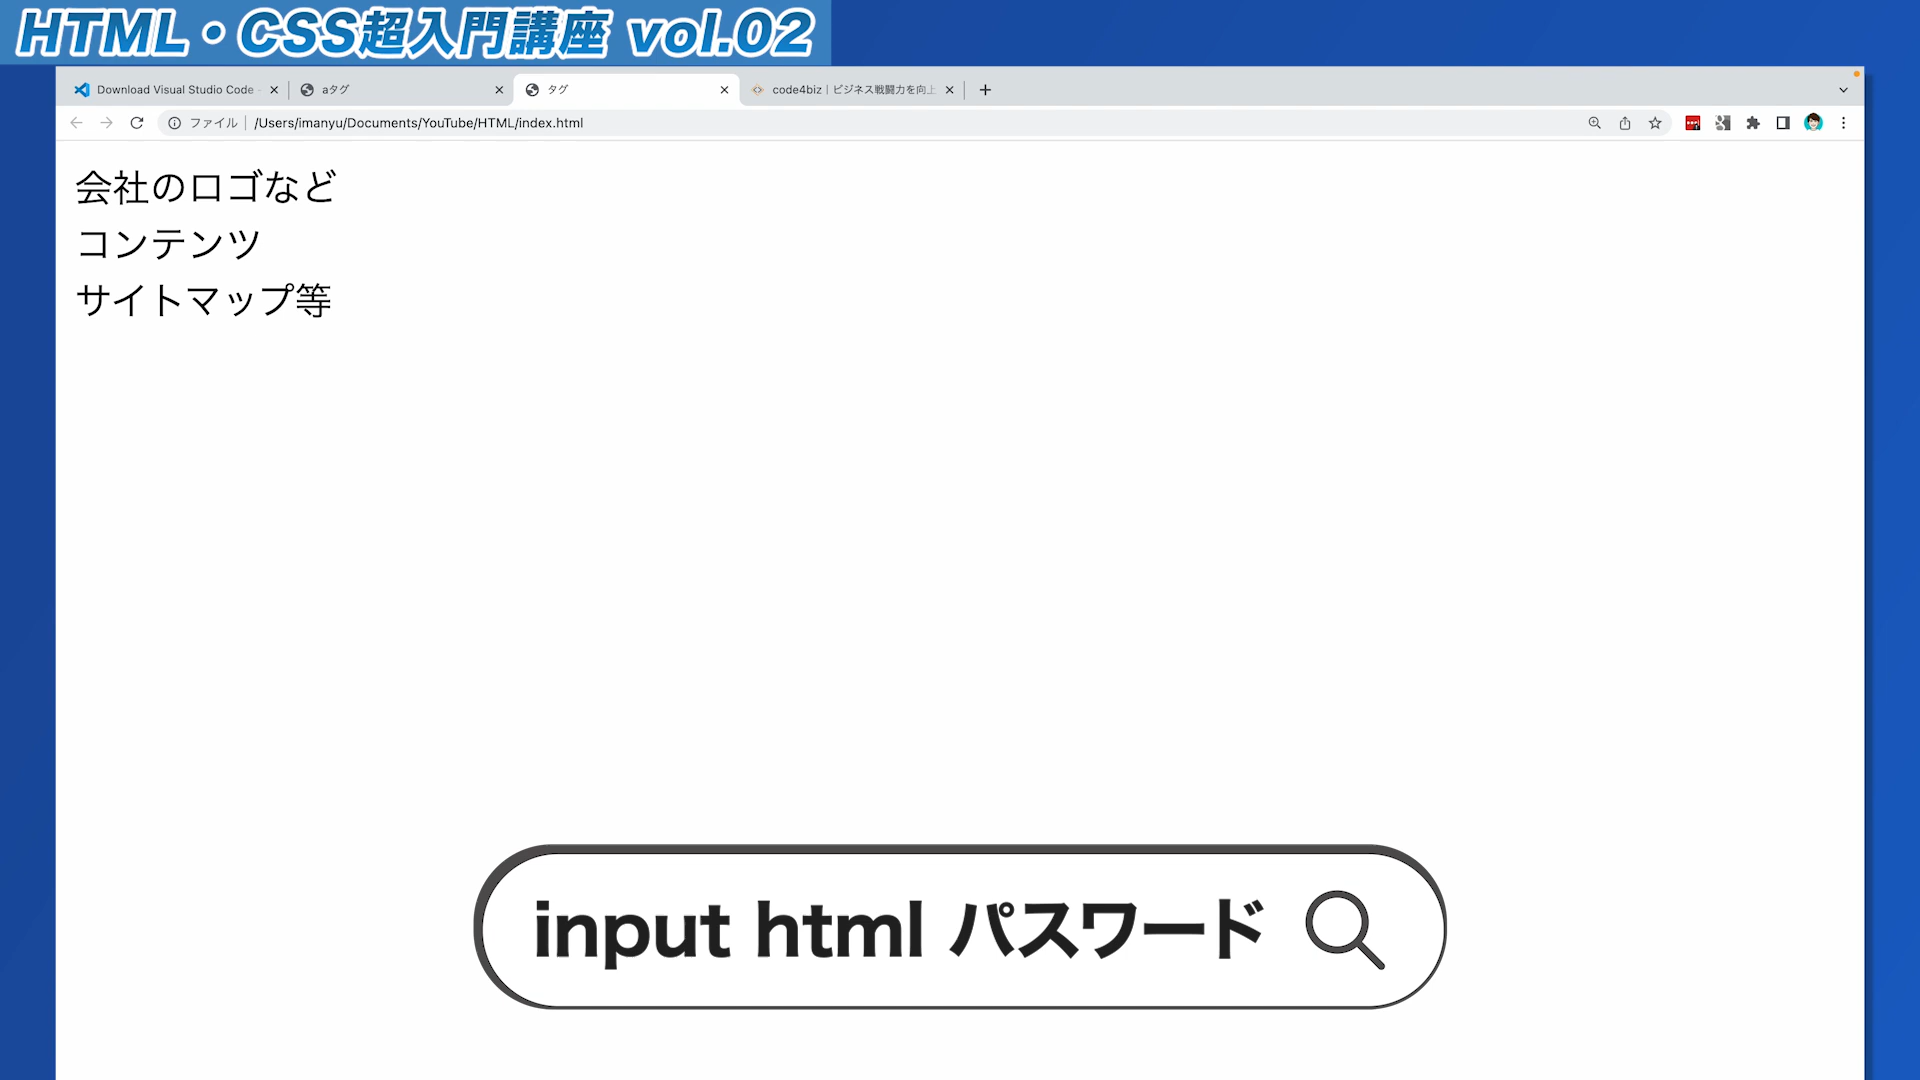 HTML・CSS超入門講座 vol.02
Download Visual Studio Code
aタグ
タグ
code4biz｜ビジネス戦闘力を向上
ファイル
/Users/imanyu/Documents/YouTube/HTML/index.html
会社のロゴなど
コンテンツ
サイトマップ等
input html パスワード